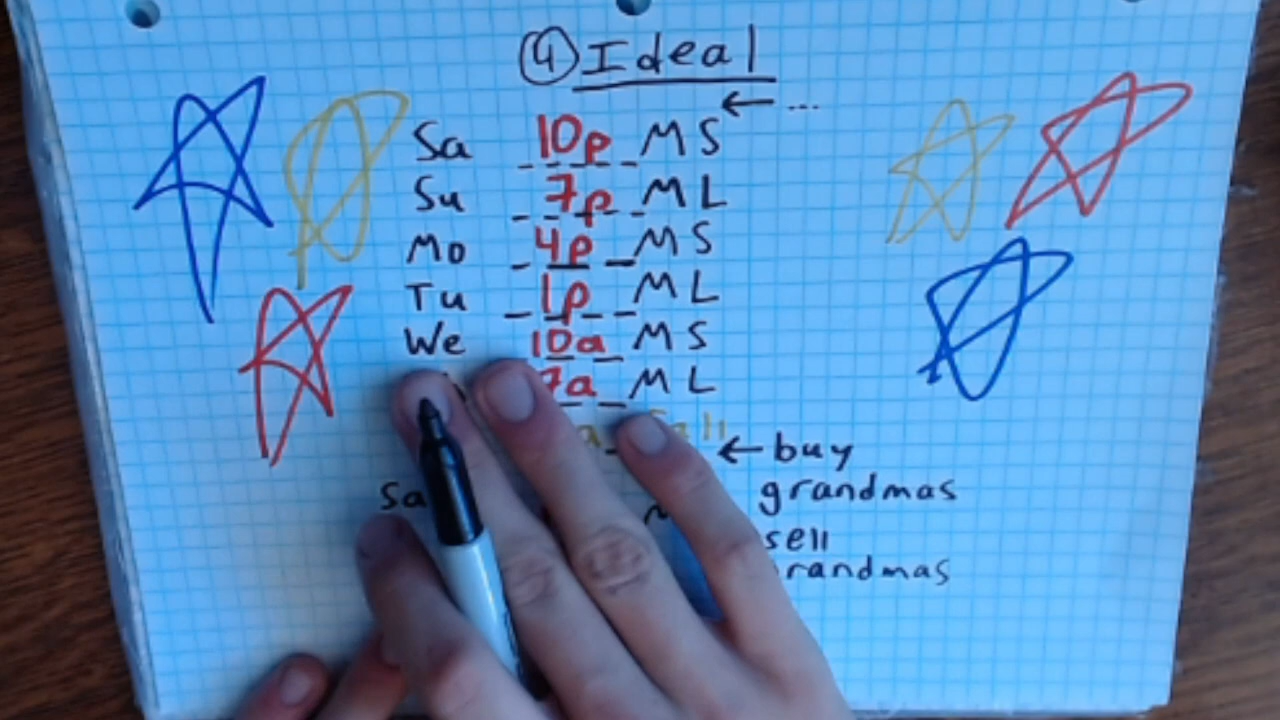 ④ Ideal
← ...
Sa 10p MS
Su 7p ML
Mo 4p MS
Tu 1p ML
We 10a MS
7a ML
← buy
Sa grandmas
sell
randmas